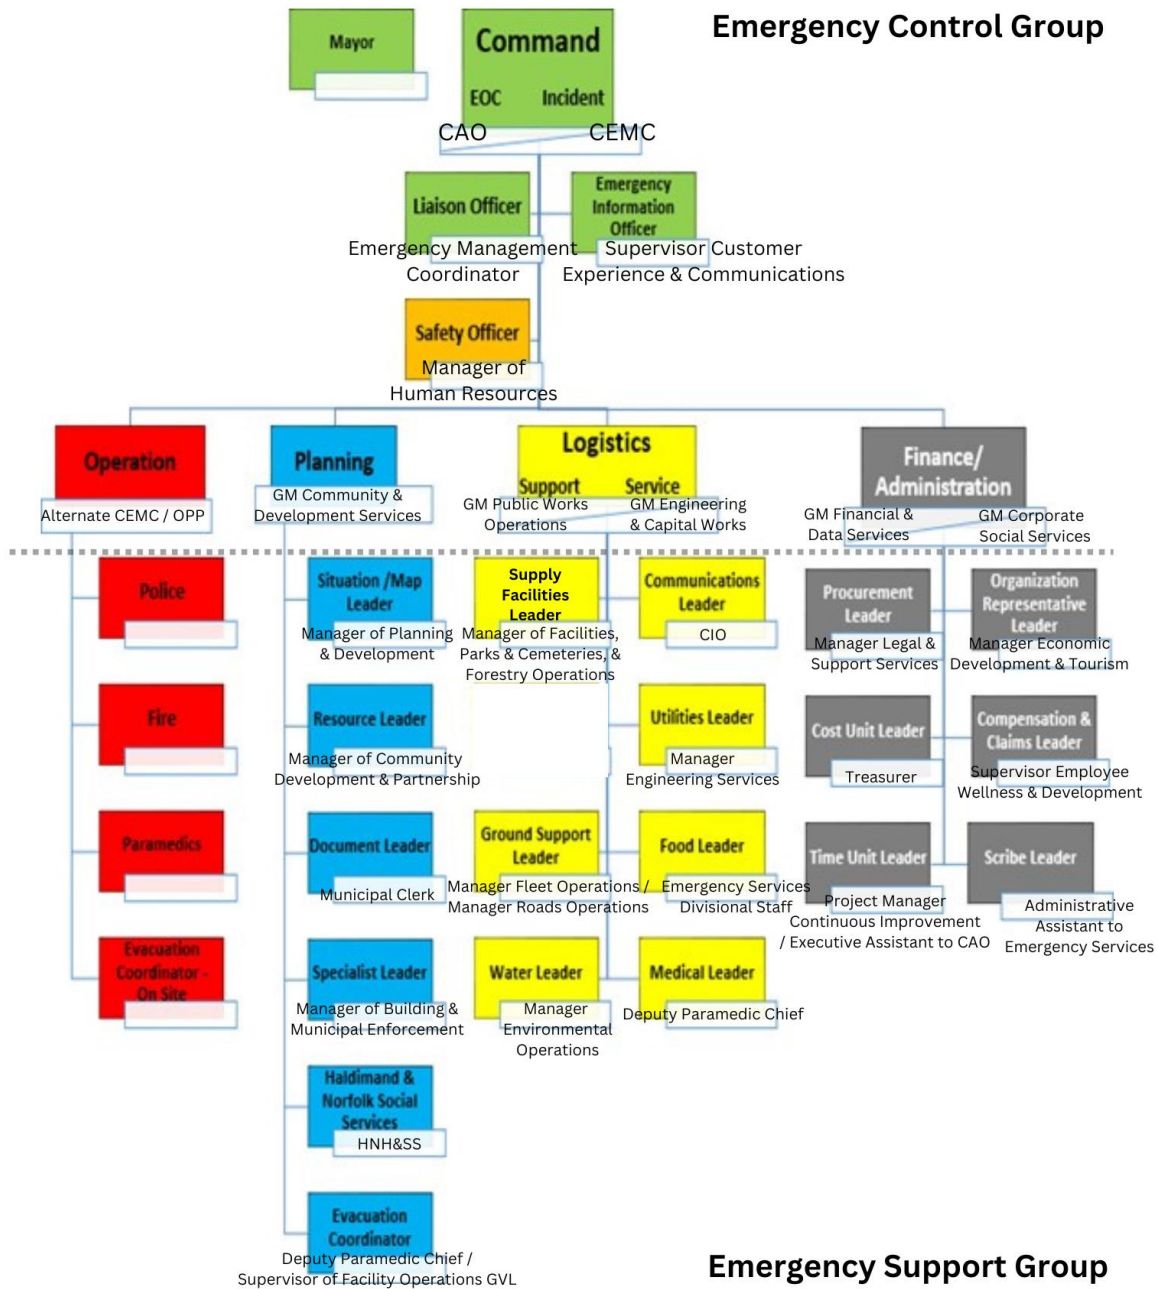 Emergency Control Group
Mayor
Command
EOC Incident
CAO CEMC
Liaison Officer
Emergency Management
Coordinator
Emergency
Information
Officer
Supervisor Customer
Experience & Communications
Safety Officer
Manager of
Human Resources
Operation
Alternate CEMC / OPP
Planning
GM Community &
Development Services
Logistics
Support Service
GM Public Works
Operations
GM Engineering
& Capital Works
Finance/
Administration
GM Financial &
Data Services
GM Corporate
Social Services
Police
Fire
Paramedics
Evacuation
Coordinator -
On Site
Situation /Map
Leader
Manager of Planning
& Development
Resource Leader
Manager of Community
Development & Partnership
Document Leader
Municipal Clerk
Specialist Leader
Manager of Building &
Municipal Enforcement
Haldimand &
Norfolk Social
Services
HNH&SS
Evacuation
Coordinator
Deputy Paramedic Chief /
Supervisor of Facility Operations GVL
Supply
Facilities
Leader
Manager of Facilities,
Parks & Cemeteries, &
Forestry Operations
Ground Support
Leader
Manager Fleet Operations /
Manager Roads Operations
Water Leader
Manager
Environmental
Operations
Communications
Leader
CIO
Utilities Leader
Manager
Engineering Services
Food Leader
Emergency Services
Divisional Staff
Medical Leader
Deputy Paramedic Chief
Procurement
Leader
Manager Legal &
Support Services
Cost Unit Leader
Treasurer
Time Unit Leader
Project Manager
Continuous Improvement
/ Executive Assistant to CAO
Organization
Representative
Leader
Manager Economic
Development & Tourism
Compensation &
Claims Leader
Supervisor Employee
Wellness & Development
Scribe Leader
Administrative
Assistant to
Emergency Services
Emergency Support Group